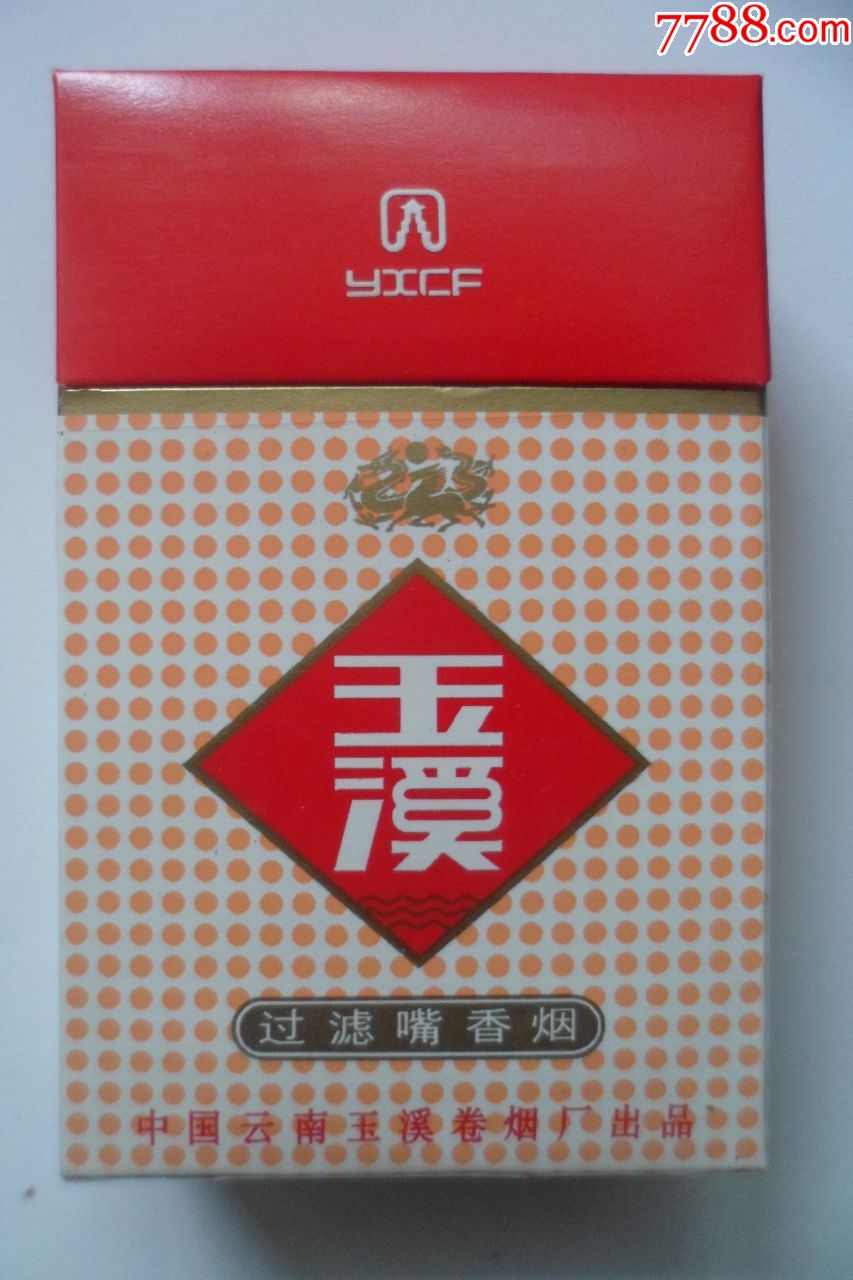 7788.com
YXCF
玉
溪
过滤嘴香烟
中国云南玉溪卷烟厂出品